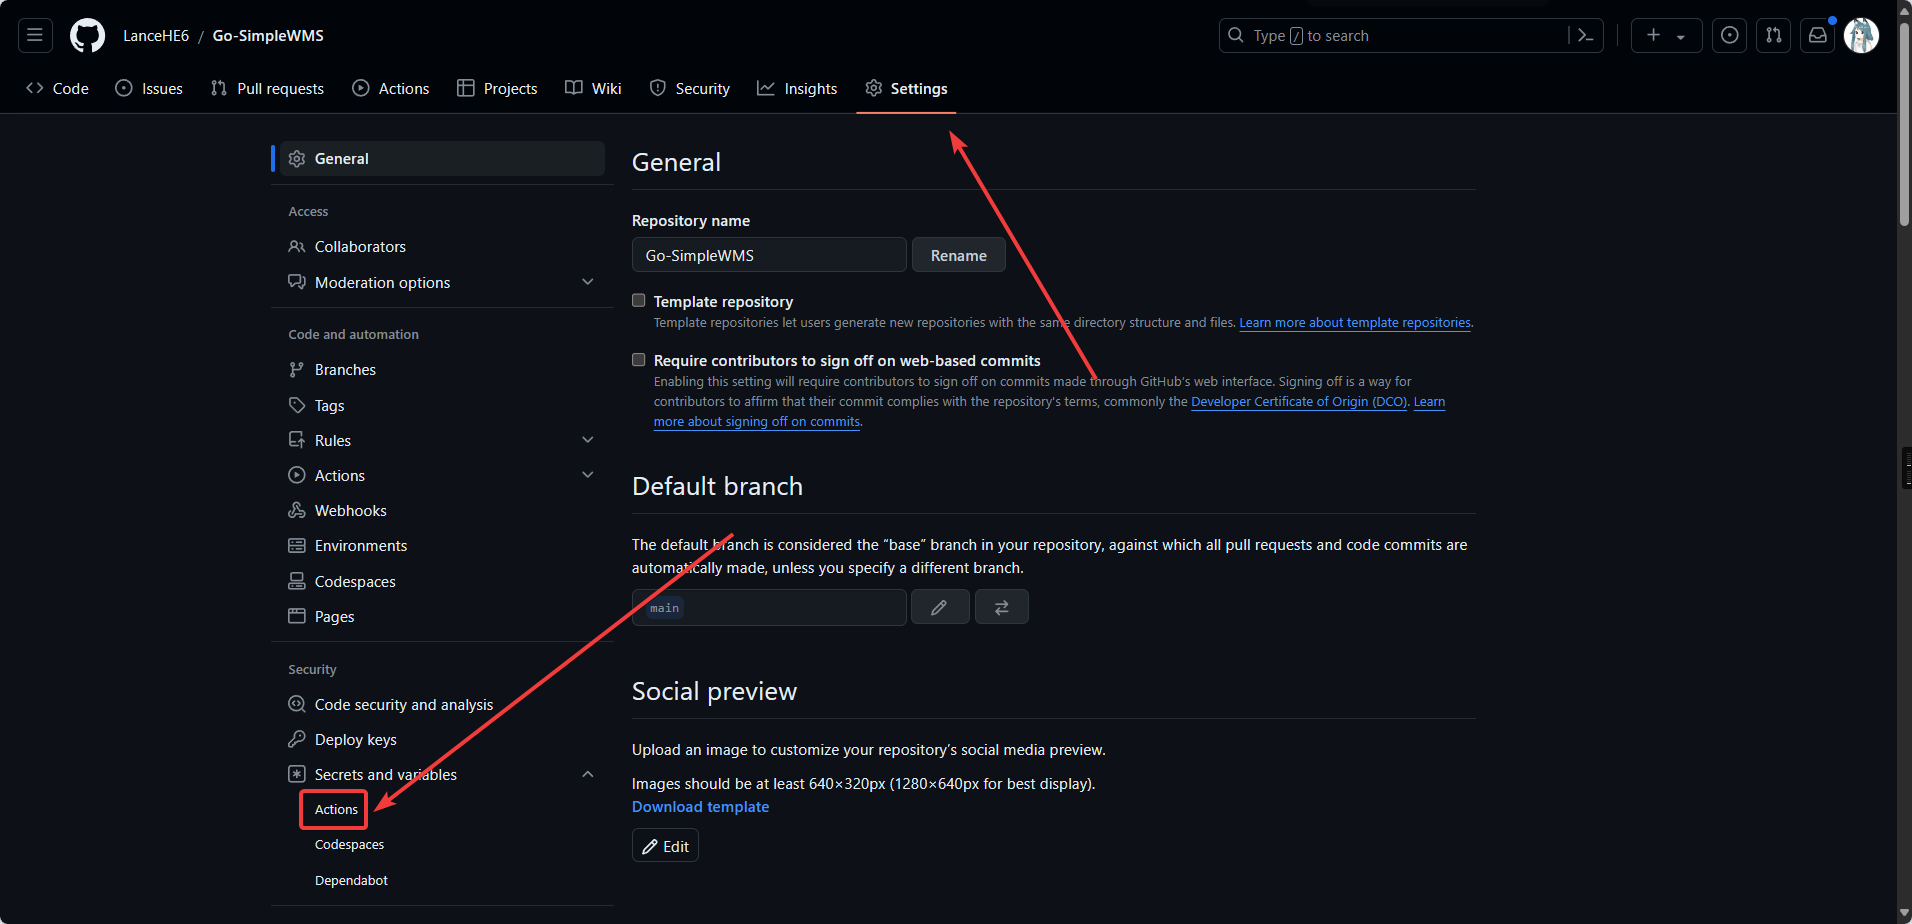 LanceHE6 / Go-SimpleWMS
Type / to search
Code
Issues
Pull requests
Actions
Projects
Wiki
Security
Insights
Settings
General
Access
Collaborators
Moderation options
Code and automation
Branches
Tags
Rules
Actions
Webhooks
Environments
Codespaces
Pages
Security
Code security and analysis
Deploy keys
Secrets and variables
Actions
Codespaces
Dependabot
General
Repository name
Go-SimpleWMS
Rename
Template repository
Template repositories let users generate new repositories with the same directory structure and files. Learn more about template repositories.
Require contributors to sign off on web-based commits
Enabling this setting will require contributors to sign off on commits made through GitHub's web interface. Signing off is a way for
contributors to affirm that their commit complies with the repository's terms, commonly the Developer Certificate of Origin (DCO). Learn
more about signing off on commits.
Default branch
The default branch is considered the “base” branch in your repository, against which all pull requests and code commits are
automatically made, unless you specify a different branch.
main
Social preview
Upload an image to customize your repository’s social media preview.
Images should be at least 640×320px (1280×640px for best display).
Download template
Edit